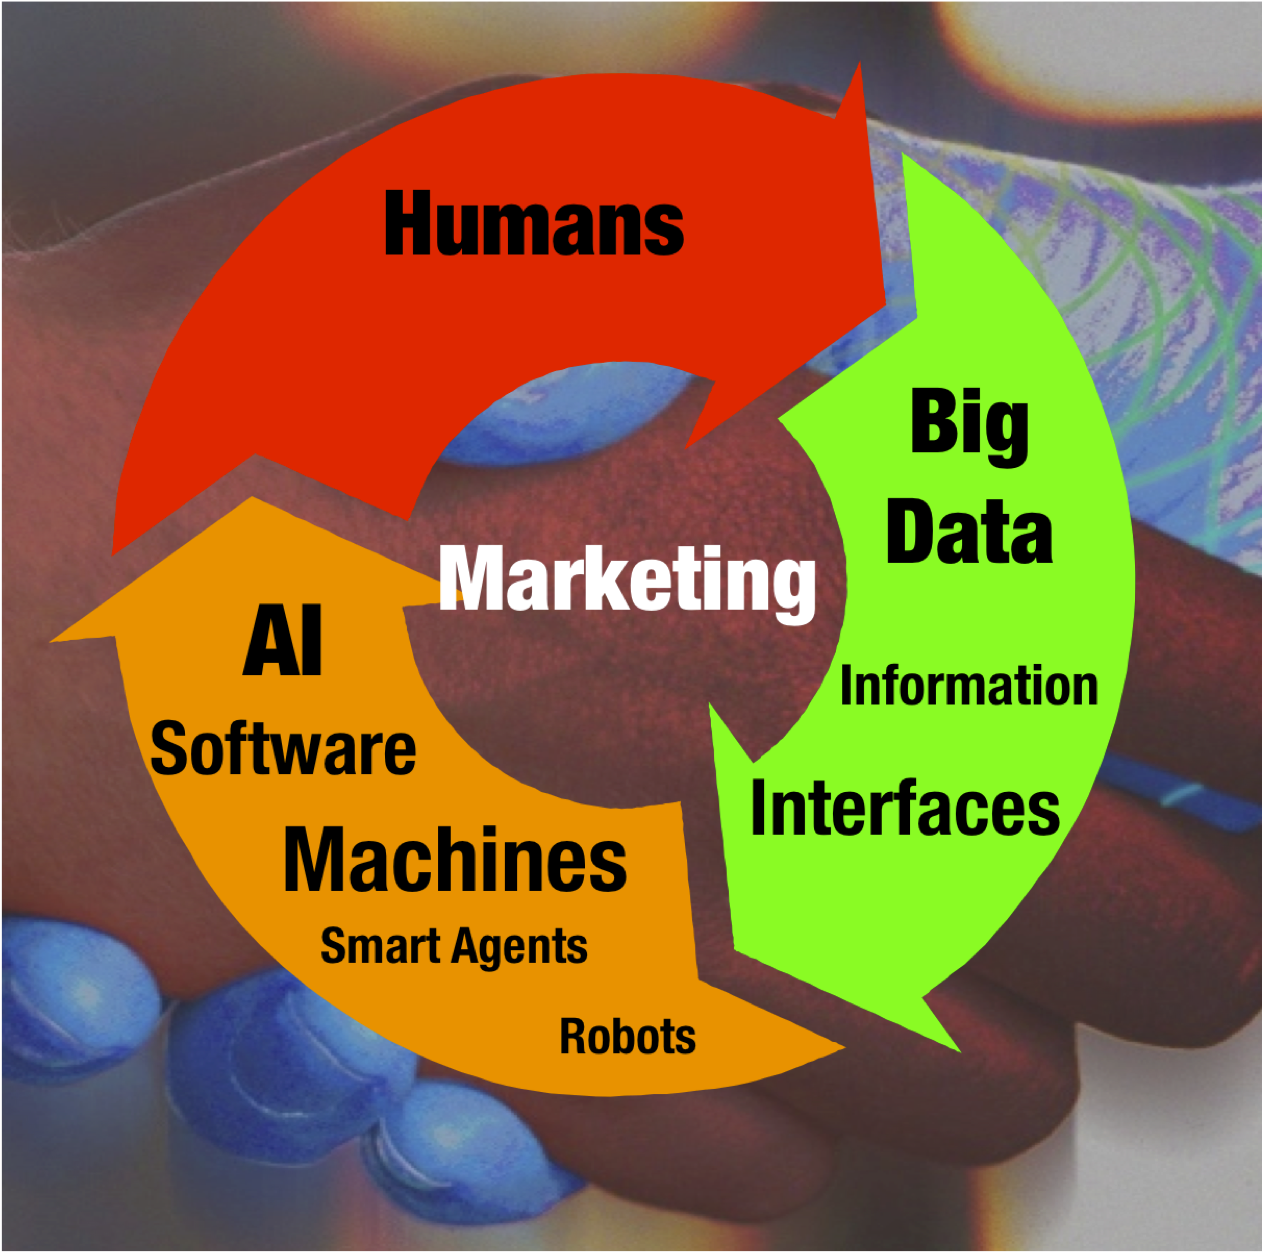 Humans
Big
Data
Marketing
Information
Interfaces
AI
Software
Machines
Smart Agents
Robots